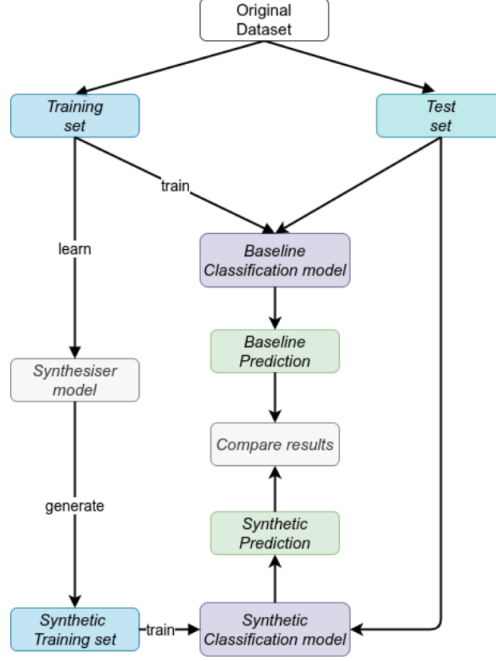 Original
Dataset
Training
set
Test
set
train
learn
Baseline
Classification model
Baseline
Prediction
Synthesiser
model
Compare results
generate
Synthetic
Prediction
Synthetic
Training set
train
Synthetic
Classification model